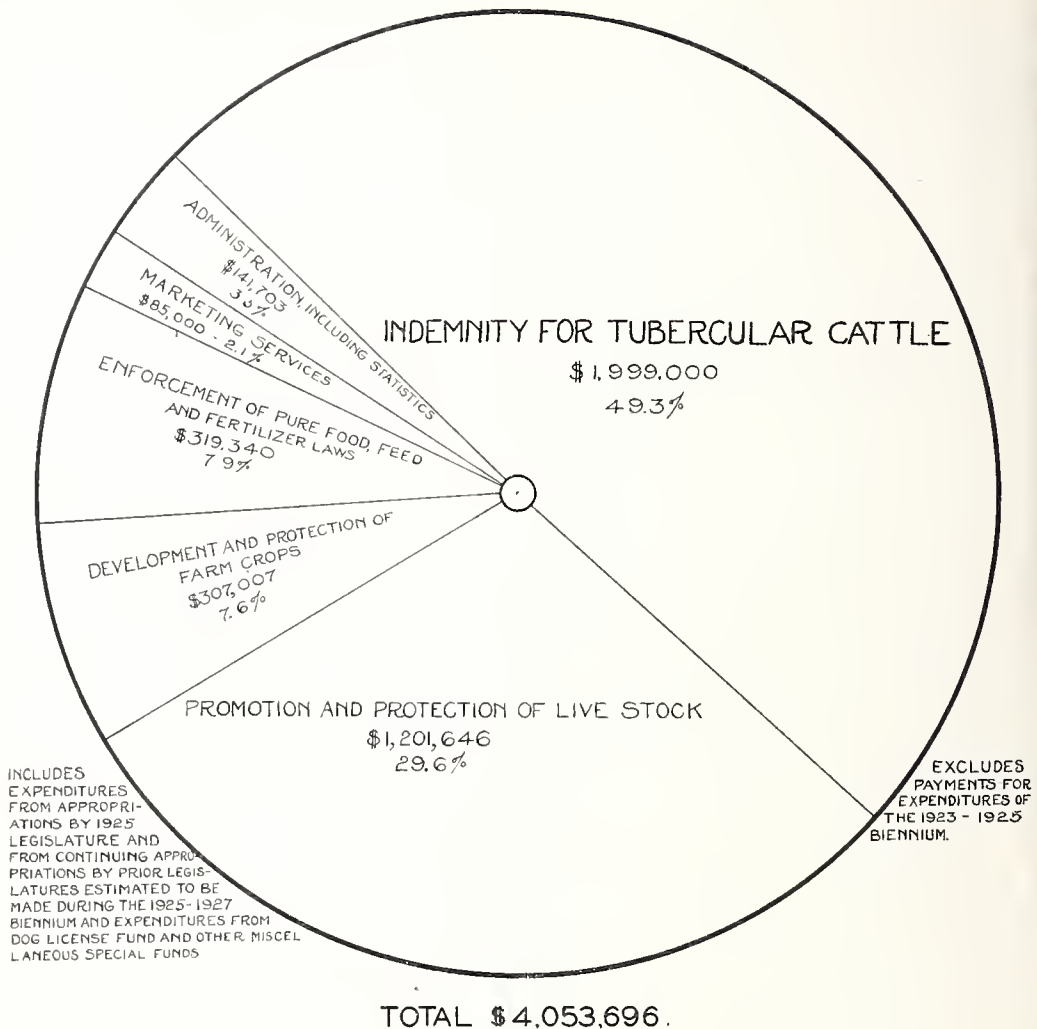 ADMINISTRATION, INCLUDING STATISTICS
$141,703
3.5%
MARKETING SERVICES
$85,000 - 2.1%
ENFORCEMENT OF PURE FOOD, FEED
AND FERTILIZER LAWS
$319.340
7.9%
DEVELOPMENT AND PROTECTION OF
FARM CROPS
$307,007
7.6%
INDEMNITY FOR TUBERCULAR CATTLE
$1,999.000
49.3%
PROMOTION AND PROTECTION OF LIVE STOCK
$1,201,646
29.6%
INCLUDES
EXPENDITURES
FROM APPROPRI-
ATIONS BY 1925
LEGISLATURE AND
FROM CONTINUING APPRO-
PRIATIONS BY PRIOR LEGIS-
LATURES ESTIMATED TO BE
MADE DURING THE 1925-1927
BIENNIUM AND EXPENDITURES FROM
DOG LICENSE FUND AND OTHER MISCEL
LANEOUS SPECIAL FUNDS
EXCLUDES
PAYMENTS FOR
EXPENDITURES OF
THE 1923 - 1925
BIENNIUM.
TOTAL $4,053,696.